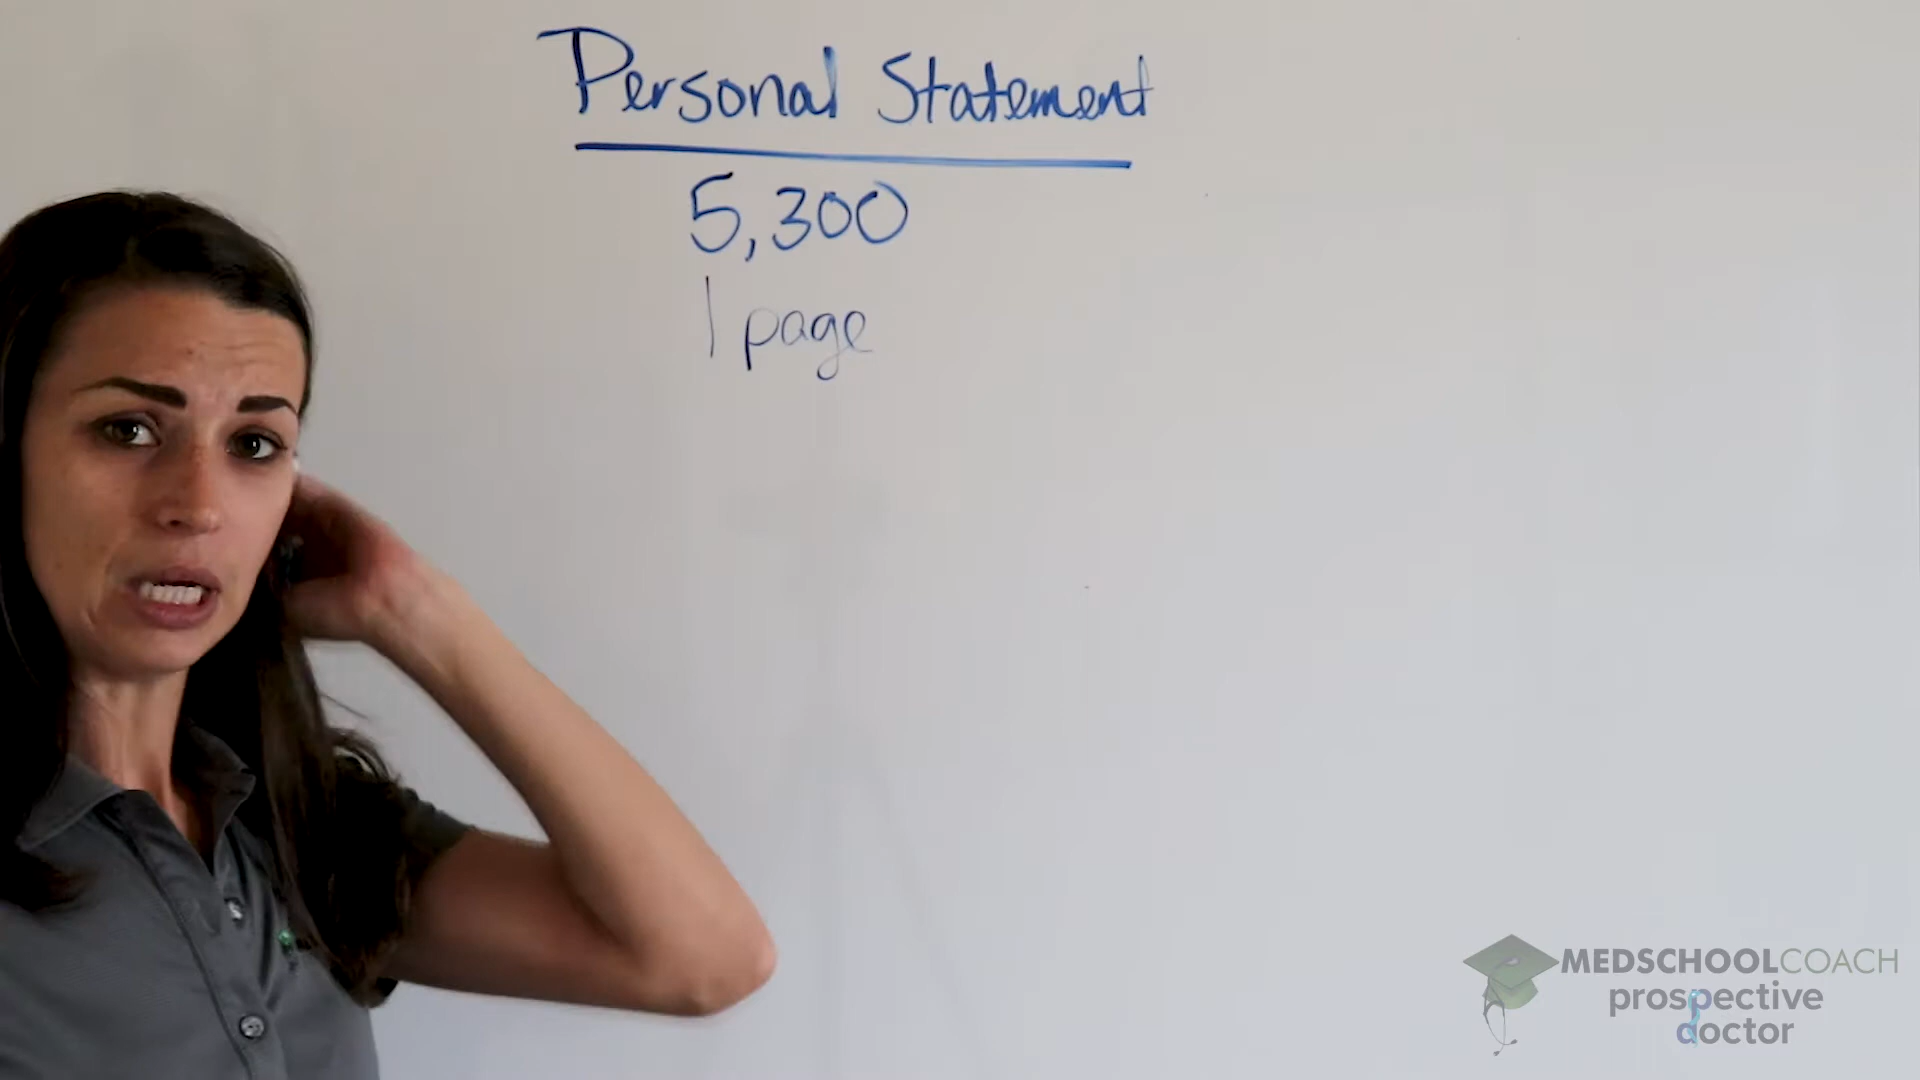 Personal Statement
5,300
1 page
MEDSCHOOLCOACH
prospective
doctor